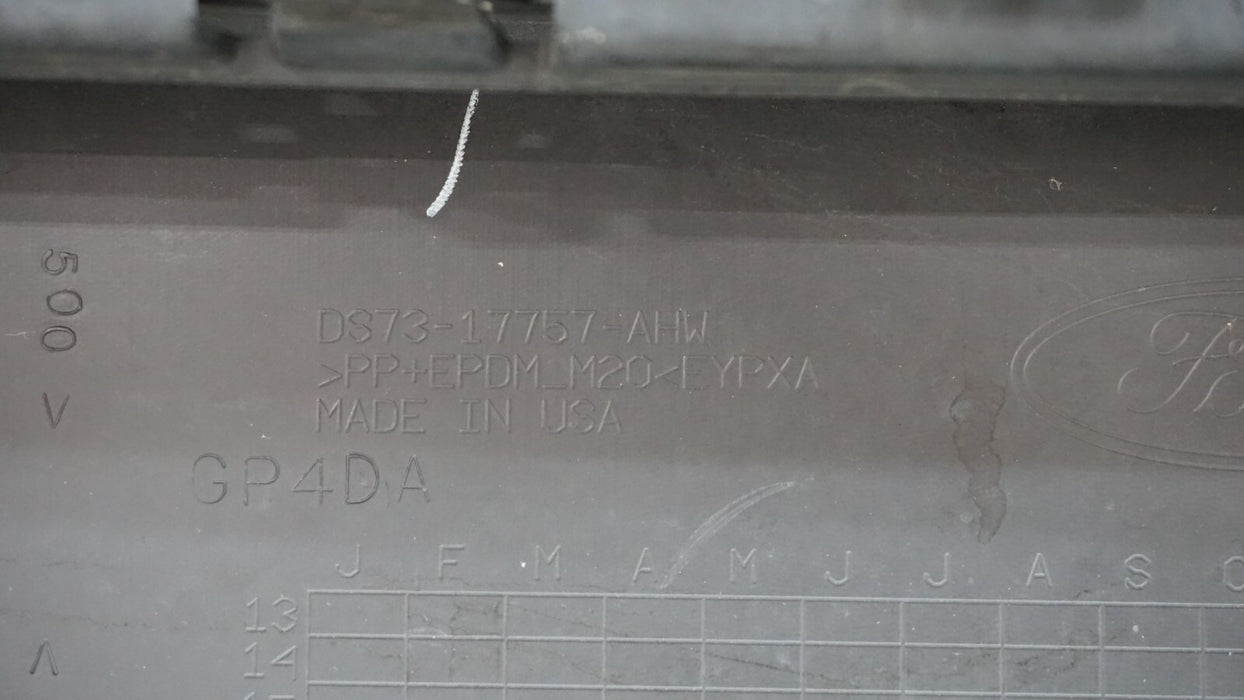 500 >
DS73-17757-AHW
>PP+EPDM_M20<EYPXA
MADE IN USA
GP4DA
J F M A M J J A S O
13
14